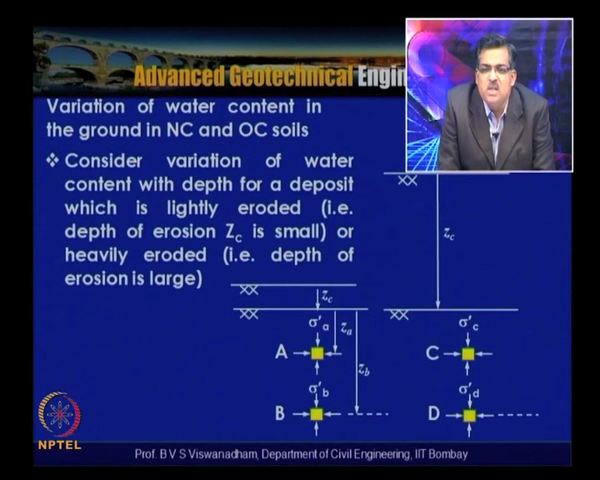 Advanced Geotechnical Engin
Variation of water content in
the ground in NC and OC soils
❖ Consider variation of water
content with depth for a deposit
which is lightly eroded (i.e.
depth of erosion Zc is small) or
heavily eroded (i.e. depth of
erosion is large)
zc
zc
σ'a
za
σ'c
A
zb
C
σ'b
σ'd
B
D
NPTEL
Prof. B V S Viswanadham, Department of Civil Engineering, IIT Bombay